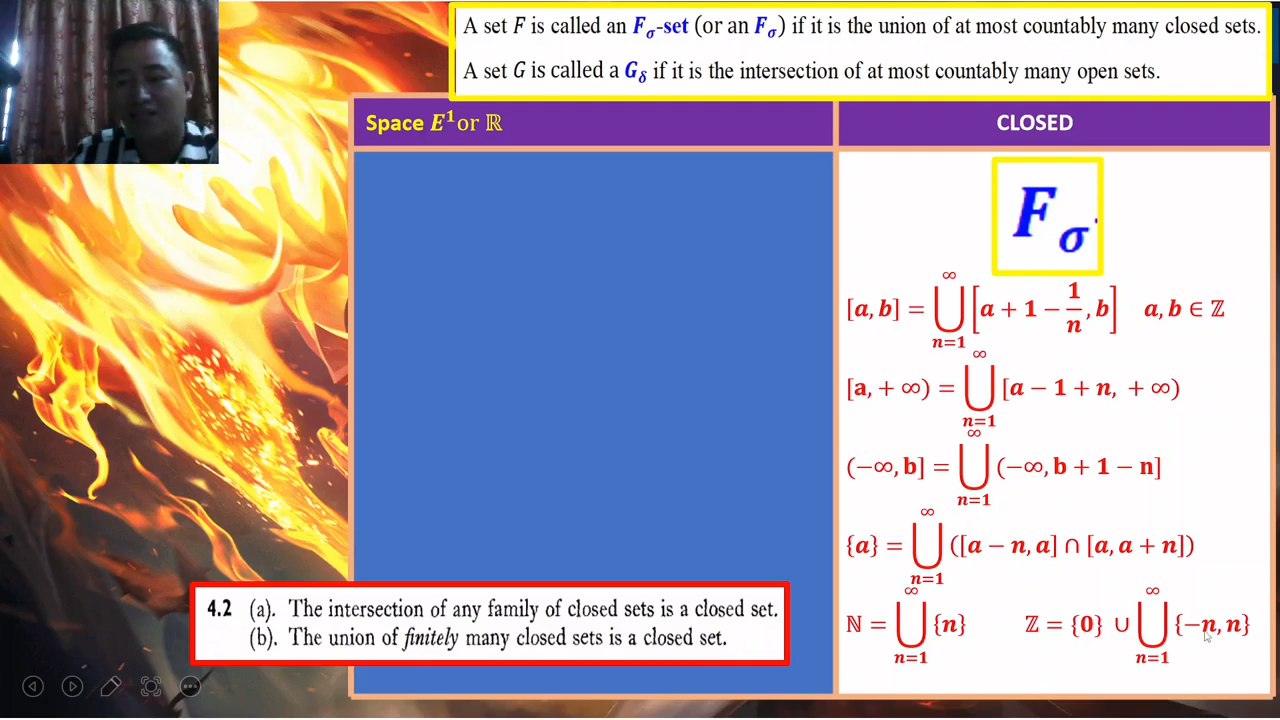 A set F is called an Fσ-set (or an Fσ) if it is the union of at most countably many closed sets.
A set G is called a Gδ if it is the intersection of at most countably many open sets.
Space E¹ or ℝ
CLOSED
Fσ.
[a, b] = ⋃_{n=1}^{∞} [a + 1 − 1/n, b] a, b ∈ ℤ
[a, +∞) = ⋃_{n=1}^{∞} [a − 1 + n, +∞)
(−∞, b] = ⋃_{n=1}^{∞} (−∞, b + 1 − n]
{a} = ⋃_{n=1}^{∞} ([a − n, a] ∩ [a, a + n])
ℕ = ⋃_{n=1}^{∞} {n} ℤ = {0} ∪ ⋃_{n=1}^{∞} {−n, n}
4.2 (a). The intersection of any family of closed sets is a closed set.
(b). The union of finitely many closed sets is a closed set.